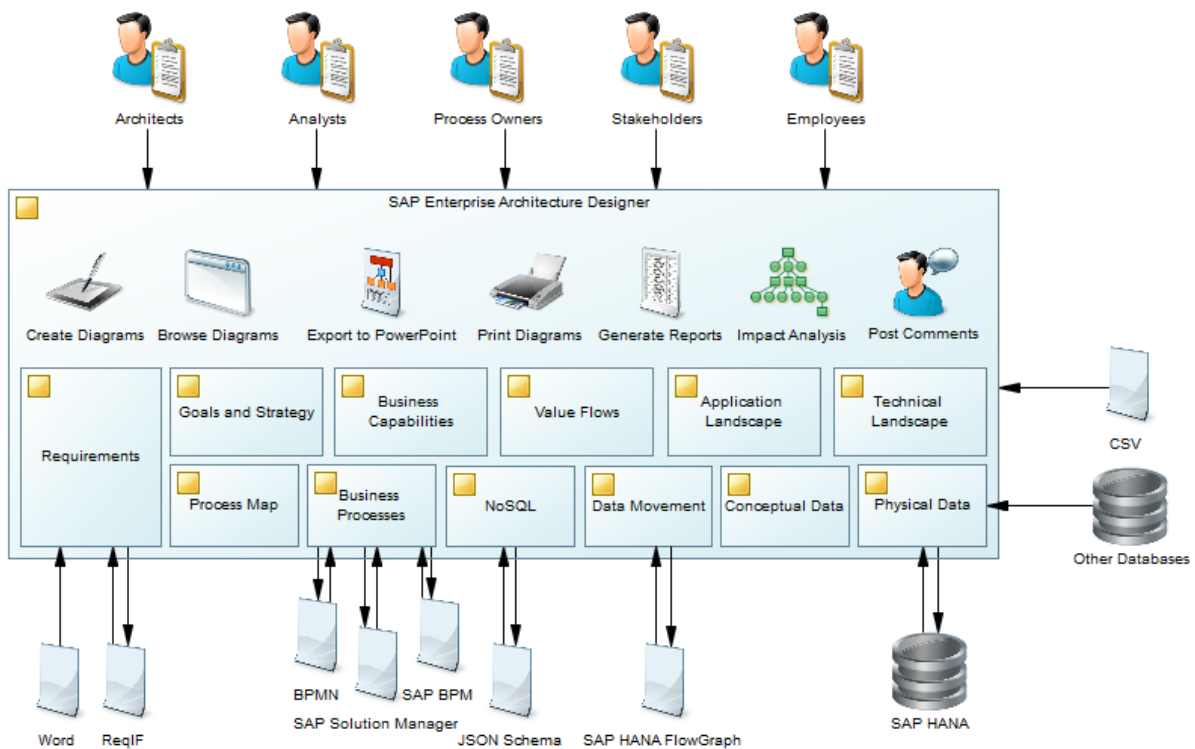 Architects
Analysts
Process Owners
Stakeholders
Employees
SAP Enterprise Architecture Designer
Create Diagrams
Browse Diagrams
Export to PowerPoint
Print Diagrams
Generate Reports
Impact Analysis
Post Comments
Requirements
Goals and Strategy
Business
Capabilities
Value Flows
Application
Landscape
Technical
Landscape
CSV
Process Map
Business
Processes
NoSQL
Data Movement
Conceptual Data
Physical Data
Other Databases
Word
ReqIF
BPMN
SAP Solution Manager
SAP BPM
JSON Schema
SAP HANA FlowGraph
SAP HANA